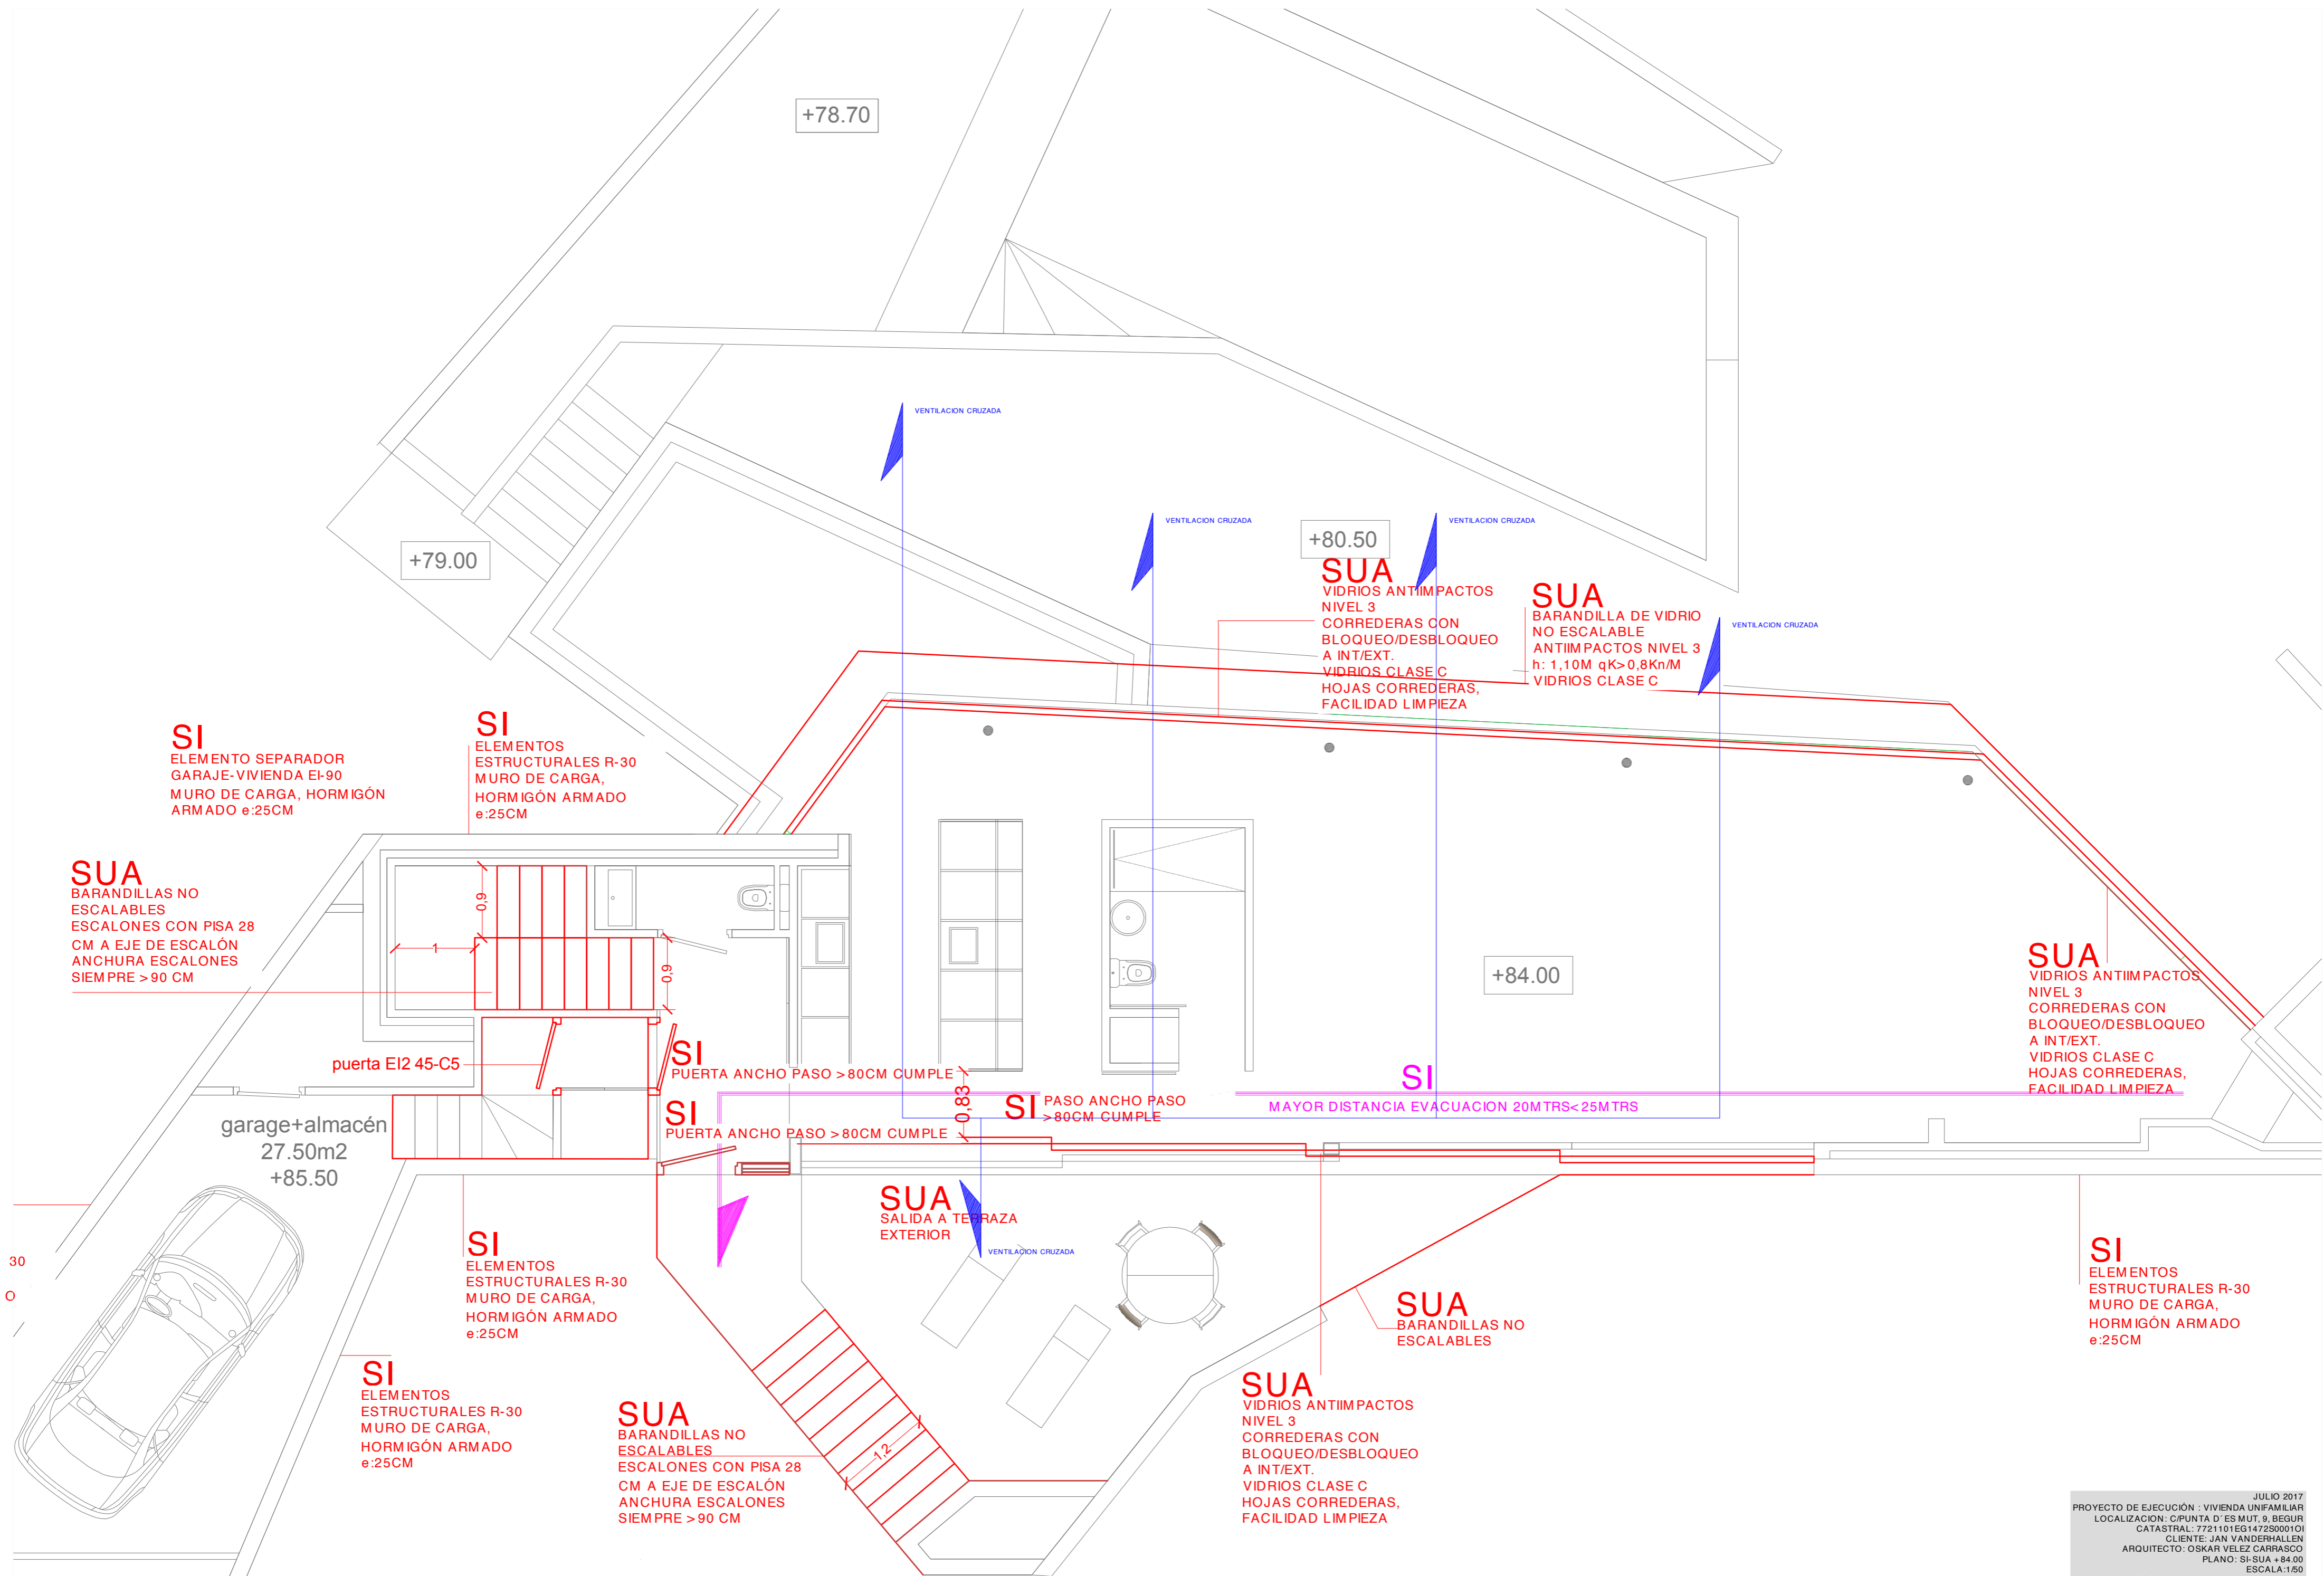 +78.70
VENTILACION CRUZADA
VENTILACION CRUZADA
+80.50
VENTILACION CRUZADA
+79.00
SUA
VIDRIOS ANTIIMPACTOS
NIVEL 3
CORREDERAS CON
BLOQUEO/DESBLOQUEO
A INT/EXT.
VIDRIOS CLASE C
HOJAS CORREDERAS,
FACILIDAD LIMPIEZA
SUA
BARANDILLA DE VIDRIO
NO ESCALABLE
ANTIIMPACTOS NIVEL 3
h: 1,10M qK>0,8Kn/M
VIDRIOS CLASE C
VENTILACION CRUZADA
SI
ELEMENTO SEPARADOR
GARAJE-VIVIENDA EI-90
MURO DE CARGA, HORMIGÓN
ARMADO e:25CM
SI
ELEMENTOS
ESTRUCTURALES R-30
MURO DE CARGA,
HORMIGÓN ARMADO
e:25CM
SUA
BARANDILLAS NO
ESCALABLES
ESCALONES CON PISA 28
CM A EJE DE ESCALÓN
ANCHURA ESCALONES
SIEMPRE >90 CM
0,9
1
0,9
+84.00
SUA
VIDRIOS ANTIIMPACTOS
NIVEL 3
CORREDERAS CON
BLOQUEO/DESBLOQUEO
A INT/EXT.
VIDRIOS CLASE C
HOJAS CORREDERAS,
FACILIDAD LIMPIEZA
puerta EI2 45-C5
SI
PUERTA ANCHO PASO >80CM CUMPLE
0,83
SI
PASO ANCHO PASO
>80CM CUMPLE
SI
MAYOR DISTANCIA EVACUACION 20MTRS<25MTRS
SI
PUERTA ANCHO PASO >80CM CUMPLE
garage+almacén
27.50m2
+85.50
SUA
SALIDA A TERRAZA
EXTERIOR
VENTILACION CRUZADA
30
O
SI
ELEMENTOS
ESTRUCTURALES R-30
MURO DE CARGA,
HORMIGÓN ARMADO
e:25CM
SI
ELEMENTOS
ESTRUCTURALES R-30
MURO DE CARGA,
HORMIGÓN ARMADO
e:25CM
SUA
BARANDILLAS NO
ESCALABLES
SI
ELEMENTOS
ESTRUCTURALES R-30
MURO DE CARGA,
HORMIGÓN ARMADO
e:25CM
SUA
BARANDILLAS NO
ESCALABLES
ESCALONES CON PISA 28
CM A EJE DE ESCALÓN
ANCHURA ESCALONES
SIEMPRE >90 CM
1,2
SUA
VIDRIOS ANTIIMPACTOS
NIVEL 3
CORREDERAS CON
BLOQUEO/DESBLOQUEO
A INT/EXT.
VIDRIOS CLASE C
HOJAS CORREDERAS,
FACILIDAD LIMPIEZA
JULIO 2017
PROYECTO DE EJECUCIÓN : VIVIENDA UNIFAMILIAR
LOCALIZACION: C/PUNTA D´ES MUT, 9, BEGUR
CATASTRAL: 7721101EG1472S0001OI
CLIENTE: JAN VANDERHALLEN
ARQUITECTO: OSKAR VELEZ CARRASCO
PLANO: SI-SUA +84.00
ESCALA:1/50